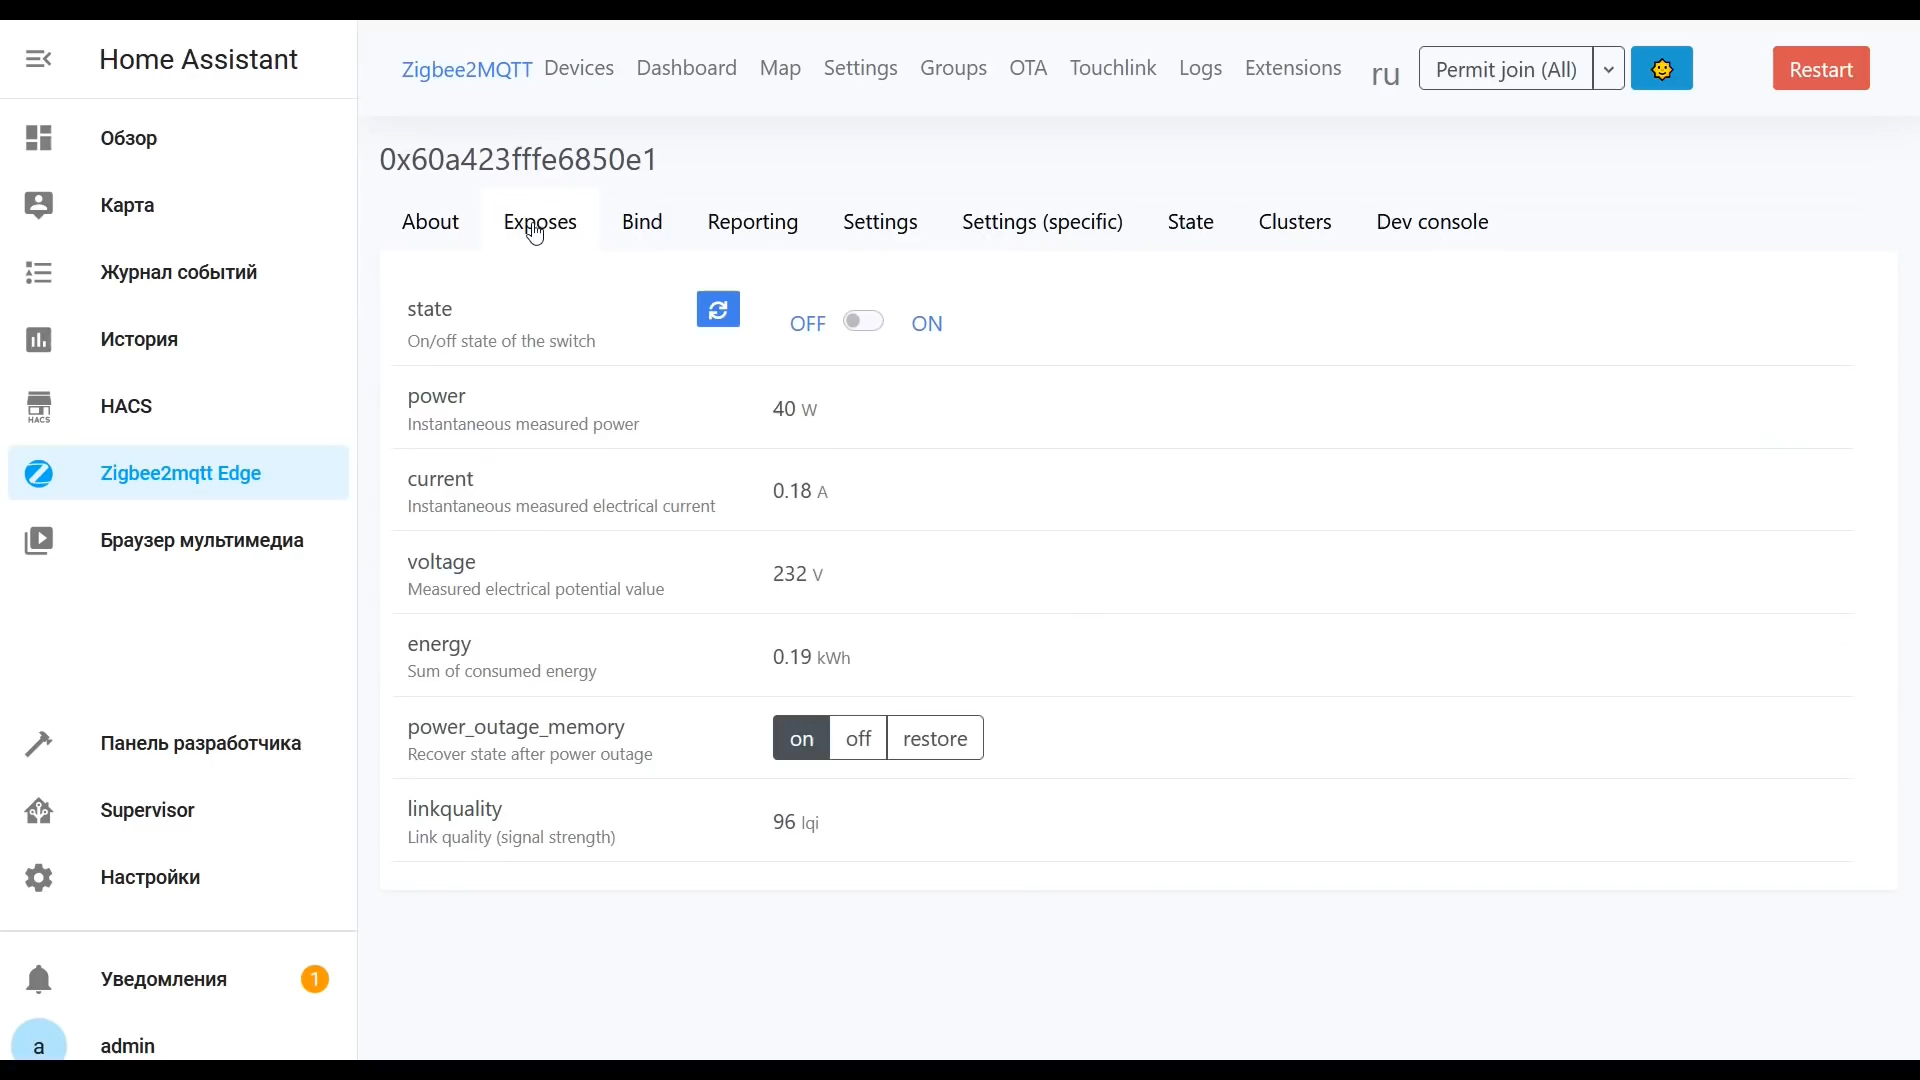 Home Assistant
Обзор
Карта
Журнал событий
История
HACS
HACS
Zigbee2mqtt Edge
Браузер мультимедиа
Панель разработчика
Supervisor
Настройки
Уведомления 1
a admin
Zigbee2MQTT Devices Dashboard Map Settings Groups OTA Touchlink Logs Extensions ru Permit join (All) Restart
0x60a423fffe6850e1
About Exposes Bind Reporting Settings Settings (specific) State Clusters Dev console
state
On/off state of the switch
OFF ON
power
Instantaneous measured power
40 W
current
Instantaneous measured electrical current
0.18 A
voltage
Measured electrical potential value
232 V
energy
Sum of consumed energy
0.19 kWh
power_outage_memory
Recover state after power outage
on off restore
linkquality
Link quality (signal strength)
96 lqi